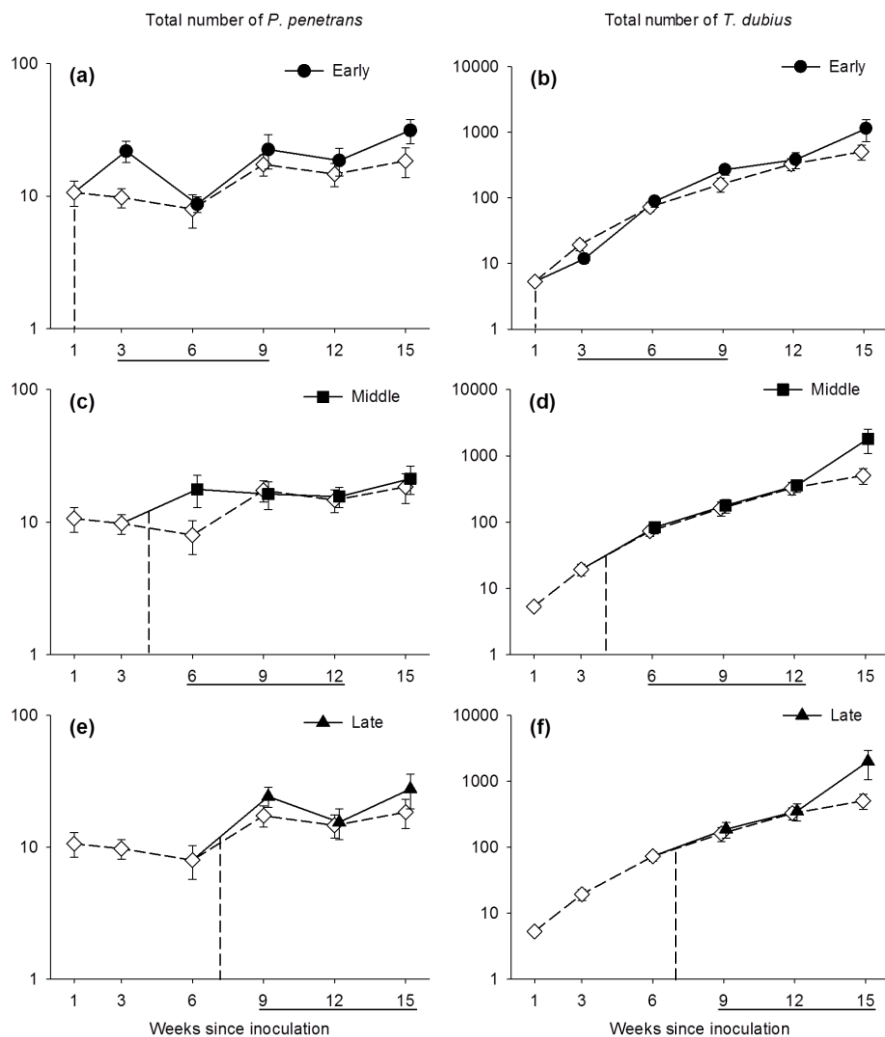 Total number of P. penetrans
Total number of T. dubius
100
10
1
(a)
Early
1 3 6 9 12 15
10000
1000
100
10
1
(b)
Early
1 3 6 9 12 15
100
10
1
(c)
Middle
1 3 6 9 12 15
10000
1000
100
10
1
(d)
Middle
1 3 6 9 12 15
100
10
1
(e)
Late
1 3 6 9 12 15
Weeks since inoculation
10000
1000
100
10
1
(f)
Late
1 3 6 9 12 15
Weeks since inoculation